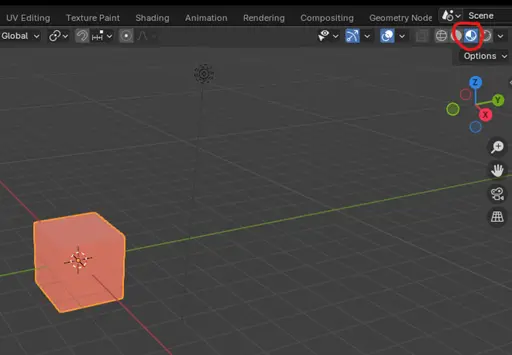 UV Editing Texture Paint Shading Animation Rendering Compositing Geometry Node Scene
Global
Options
Z
Y
X